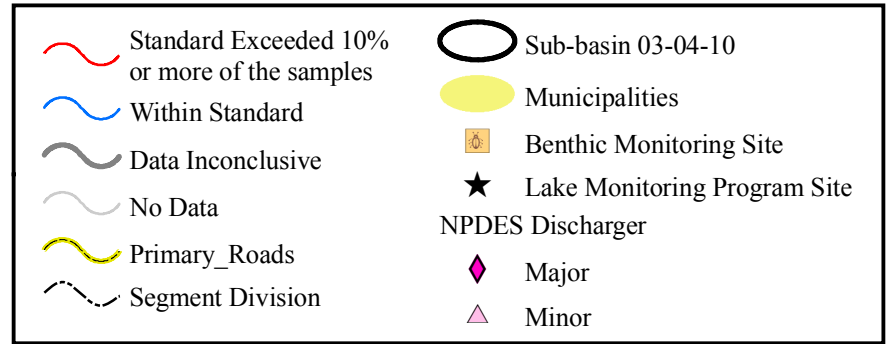 Standard Exceeded 10%
or more of the samples
Within Standard
Data Inconclusive
No Data
Primary_Roads
Segment Division
Sub-basin 03-04-10
Municipalities
Benthic Monitoring Site
Lake Monitoring Program Site
NPDES Discharger
Major
Minor